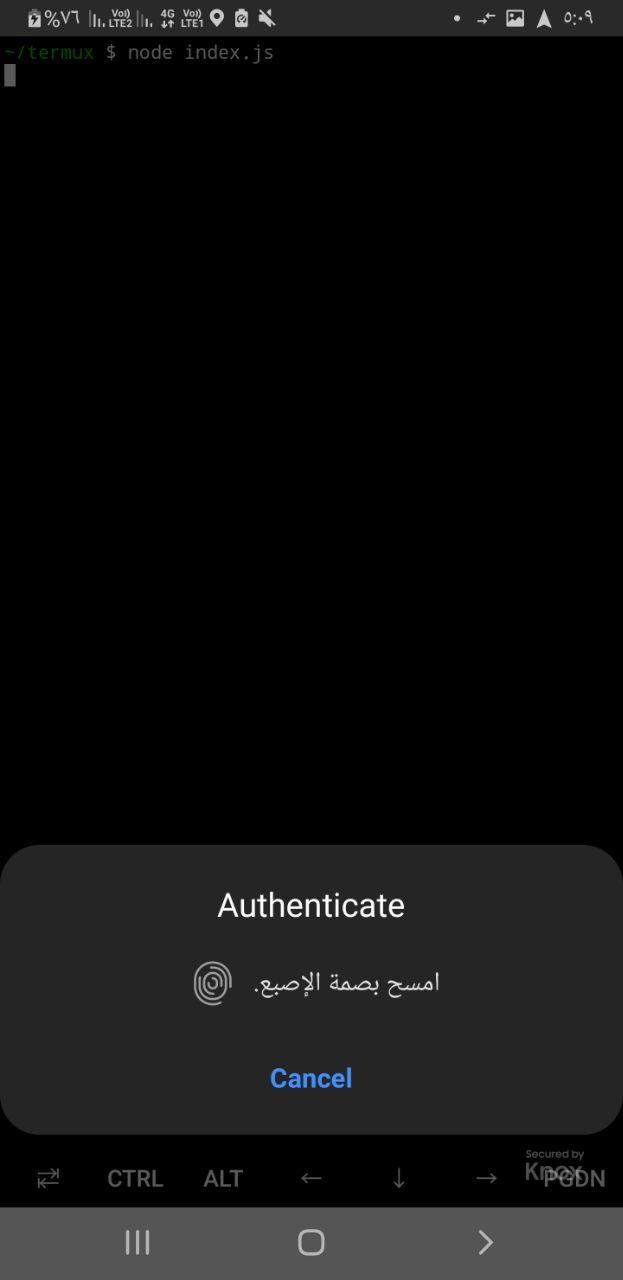 %٧٦ Vo) LTE2 4G Vo) LTE1 ٥:٠٩
~/termux $ node index.js
Authenticate
امسح بصمة الإصبع.
Cancel
Secured by
Knox
CTRL ALT ← ↓ → PGDN